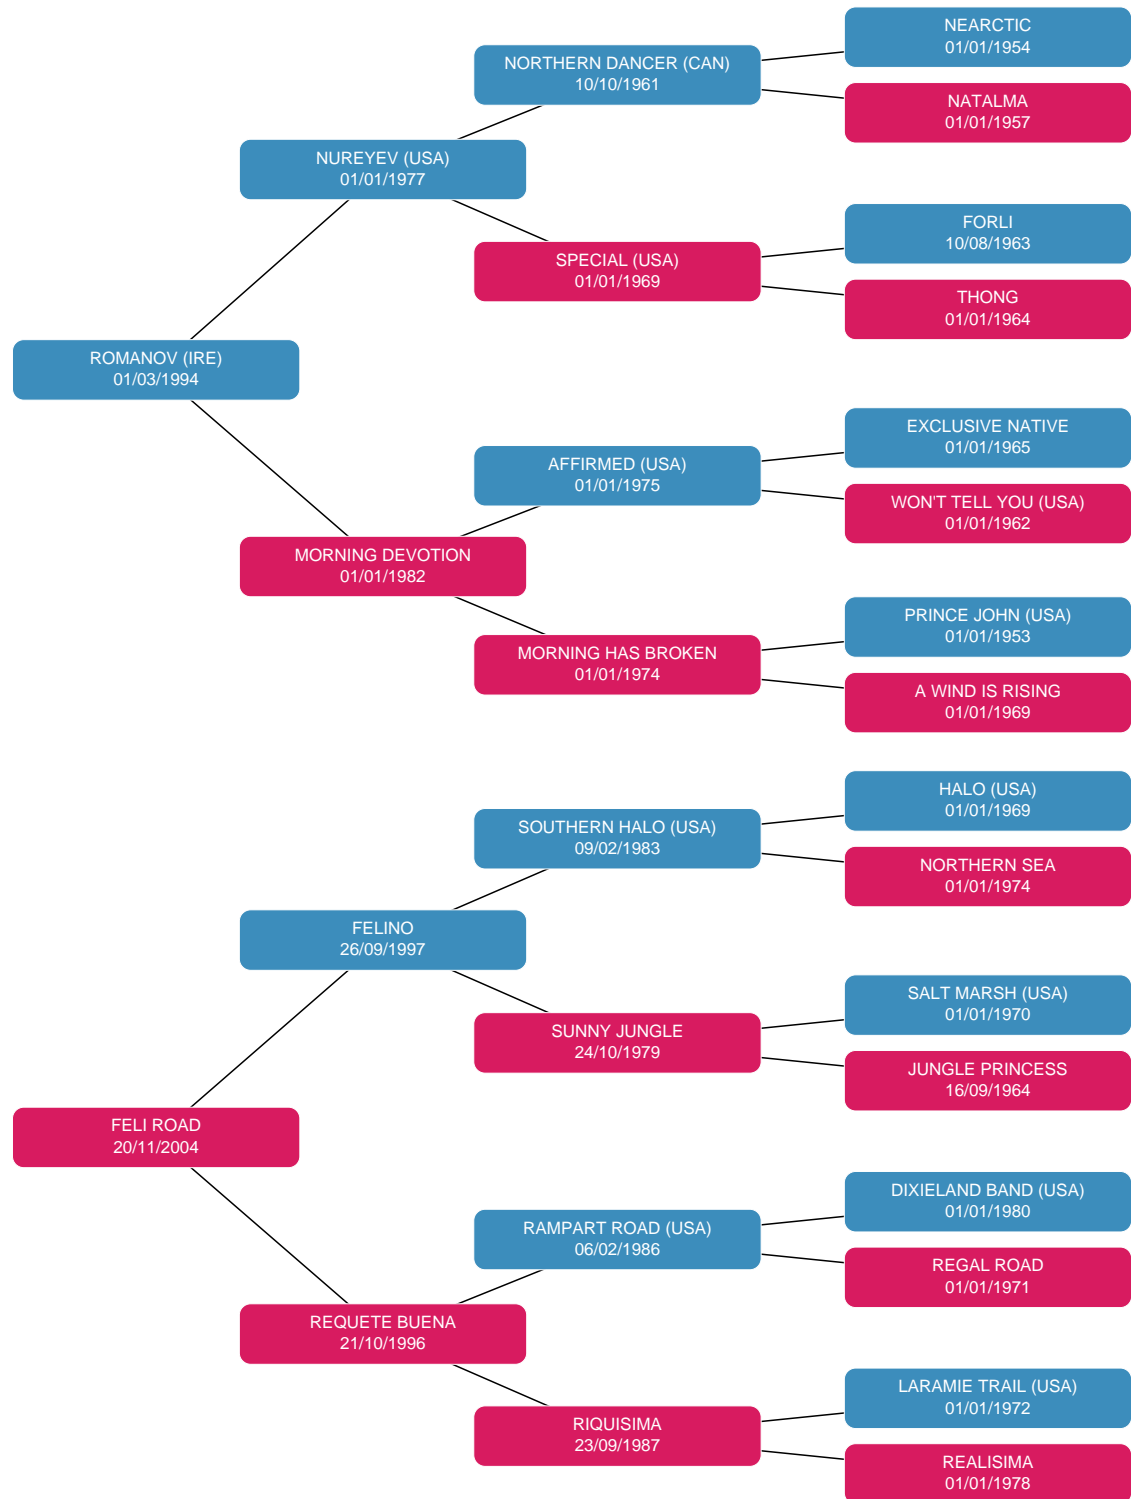 NEARCTIC
01/01/1954
NORTHERN DANCER (CAN)
10/10/1961
NATALMA
01/01/1957
NUREYEV (USA)
01/01/1977
FORLI
10/08/1963
SPECIAL (USA)
01/01/1969
THONG
01/01/1964
ROMANOV (IRE)
01/03/1994
EXCLUSIVE NATIVE
01/01/1965
AFFIRMED (USA)
01/01/1975
WON'T TELL YOU (USA)
01/01/1962
MORNING DEVOTION
01/01/1982
PRINCE JOHN (USA)
01/01/1953
MORNING HAS BROKEN
01/01/1974
A WIND IS RISING
01/01/1969
HALO (USA)
01/01/1969
SOUTHERN HALO (USA)
09/02/1983
NORTHERN SEA
01/01/1974
FELINO
26/09/1997
SALT MARSH (USA)
01/01/1970
SUNNY JUNGLE
24/10/1979
JUNGLE PRINCESS
16/09/1964
FELI ROAD
20/11/2004
DIXIELAND BAND (USA)
01/01/1980
RAMPART ROAD (USA)
06/02/1986
REGAL ROAD
01/01/1971
REQUETE BUENA
21/10/1996
LARAMIE TRAIL (USA)
01/01/1972
RIQUISIMA
23/09/1987
REALISIMA
01/01/1978